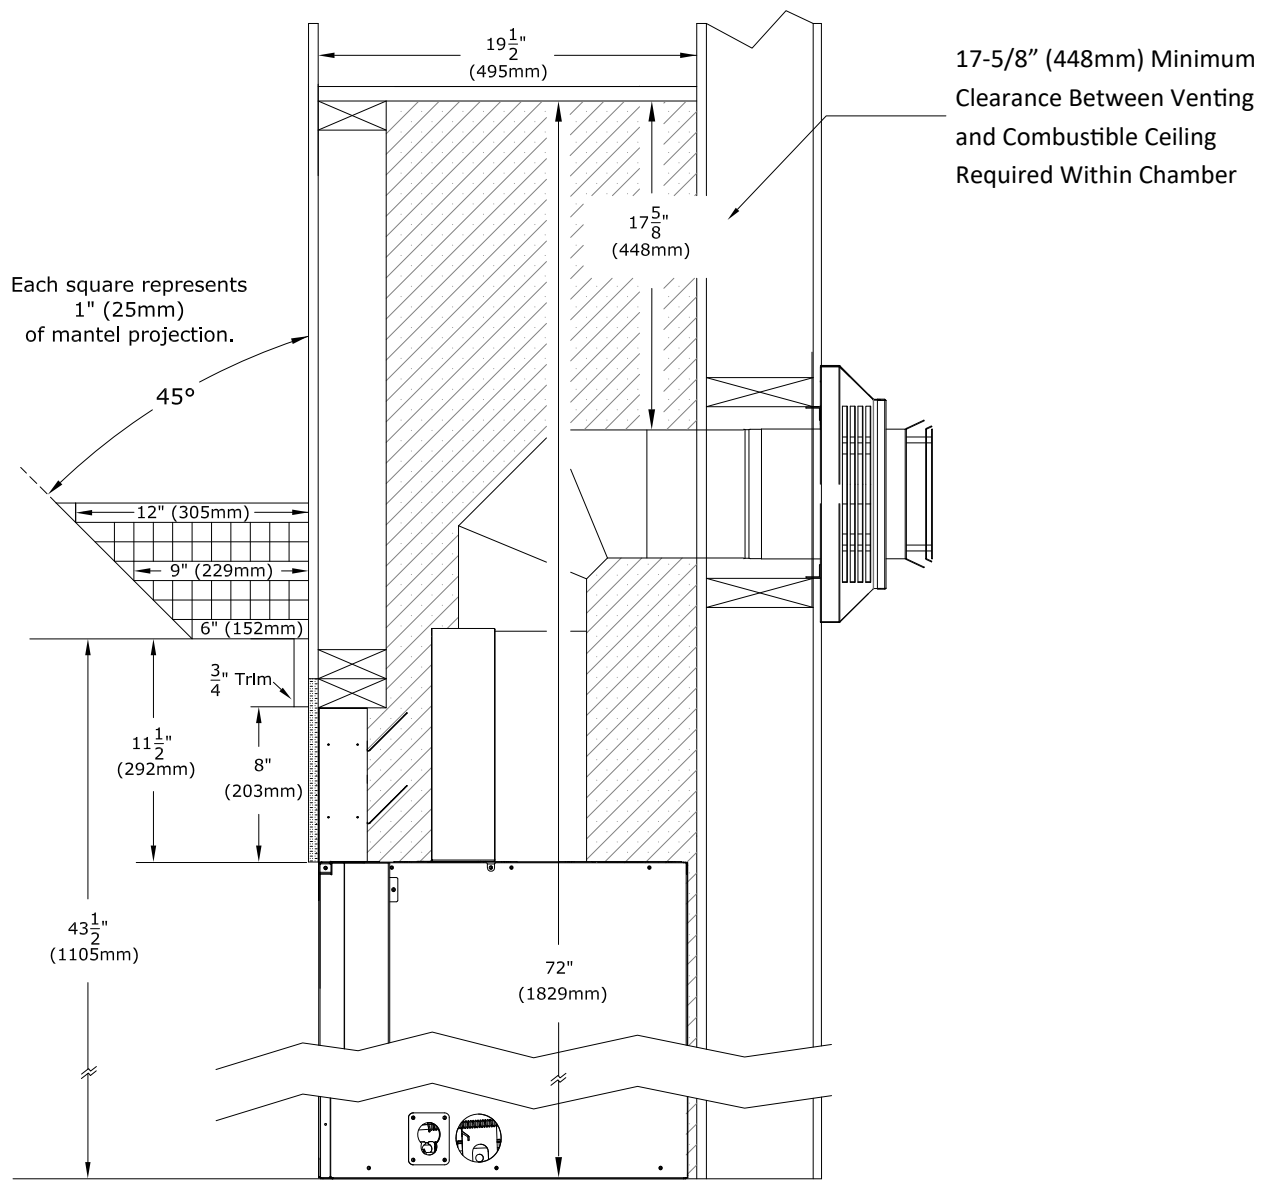 19 1/2"
(495mm)
17-5/8” (448mm) Minimum
Clearance Between Venting
and Combustible Ceiling
Required Within Chamber
17 5/8"
(448mm)
Each square represents
1" (25mm)
of mantel projection.
45°
12" (305mm)
9" (229mm)
6" (152mm)
3/4" Trim
11 1/2"
(292mm)
8"
(203mm)
43 1/2"
(1105mm)
72"
(1829mm)